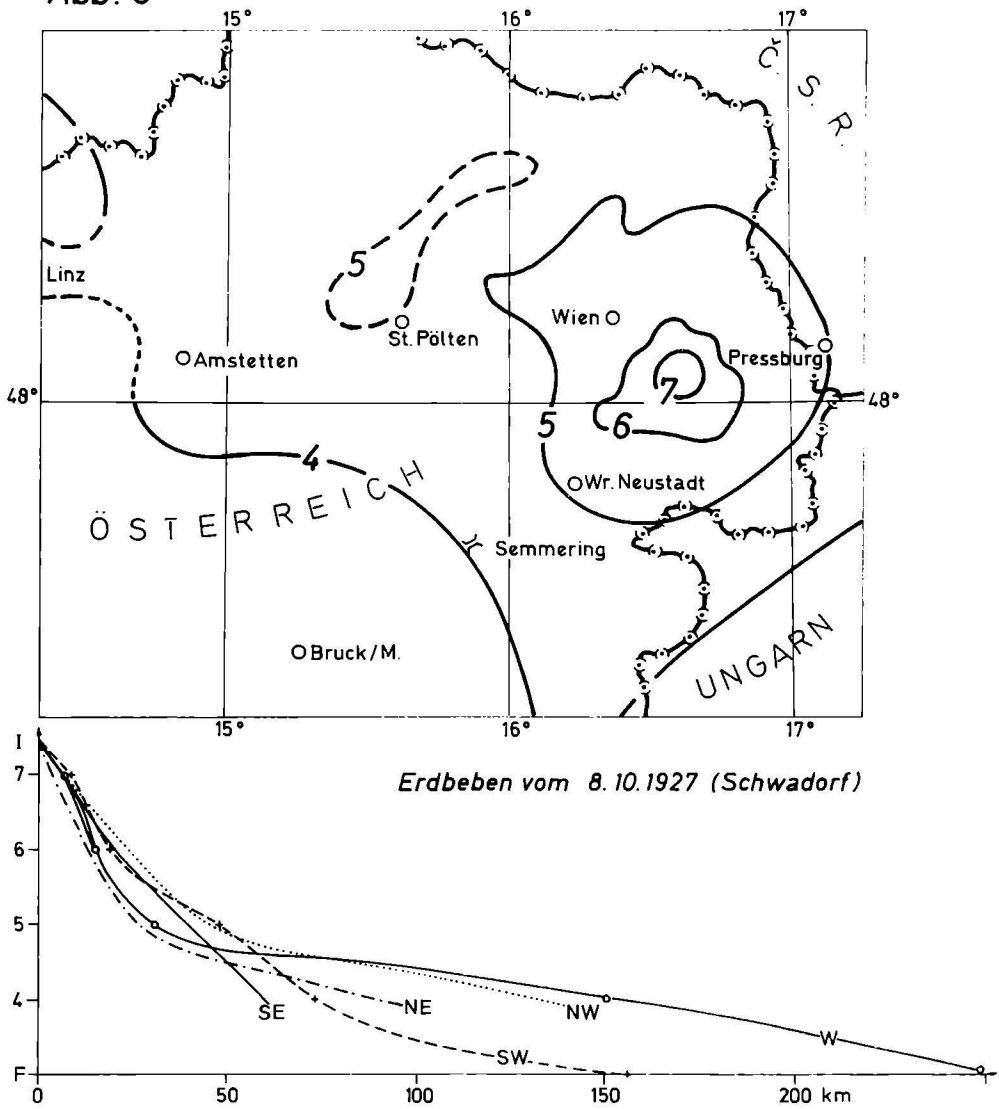 Abb. 6
15° 16° 17°
Č. S. R.
Linz
5
St. Pölten
Wien
Amstetten
Pressburg
7
48° 48°
5 6
4
Wr. Neustadt
ÖSTERREICH
Semmering
Bruck/M.
UNGARN
15° 16° 17°
I
Erdbeben vom 8.10.1927 (Schwadorf)
7
6
5
4
SE NE NW
W
SW
F
0 50 100 150 200 km